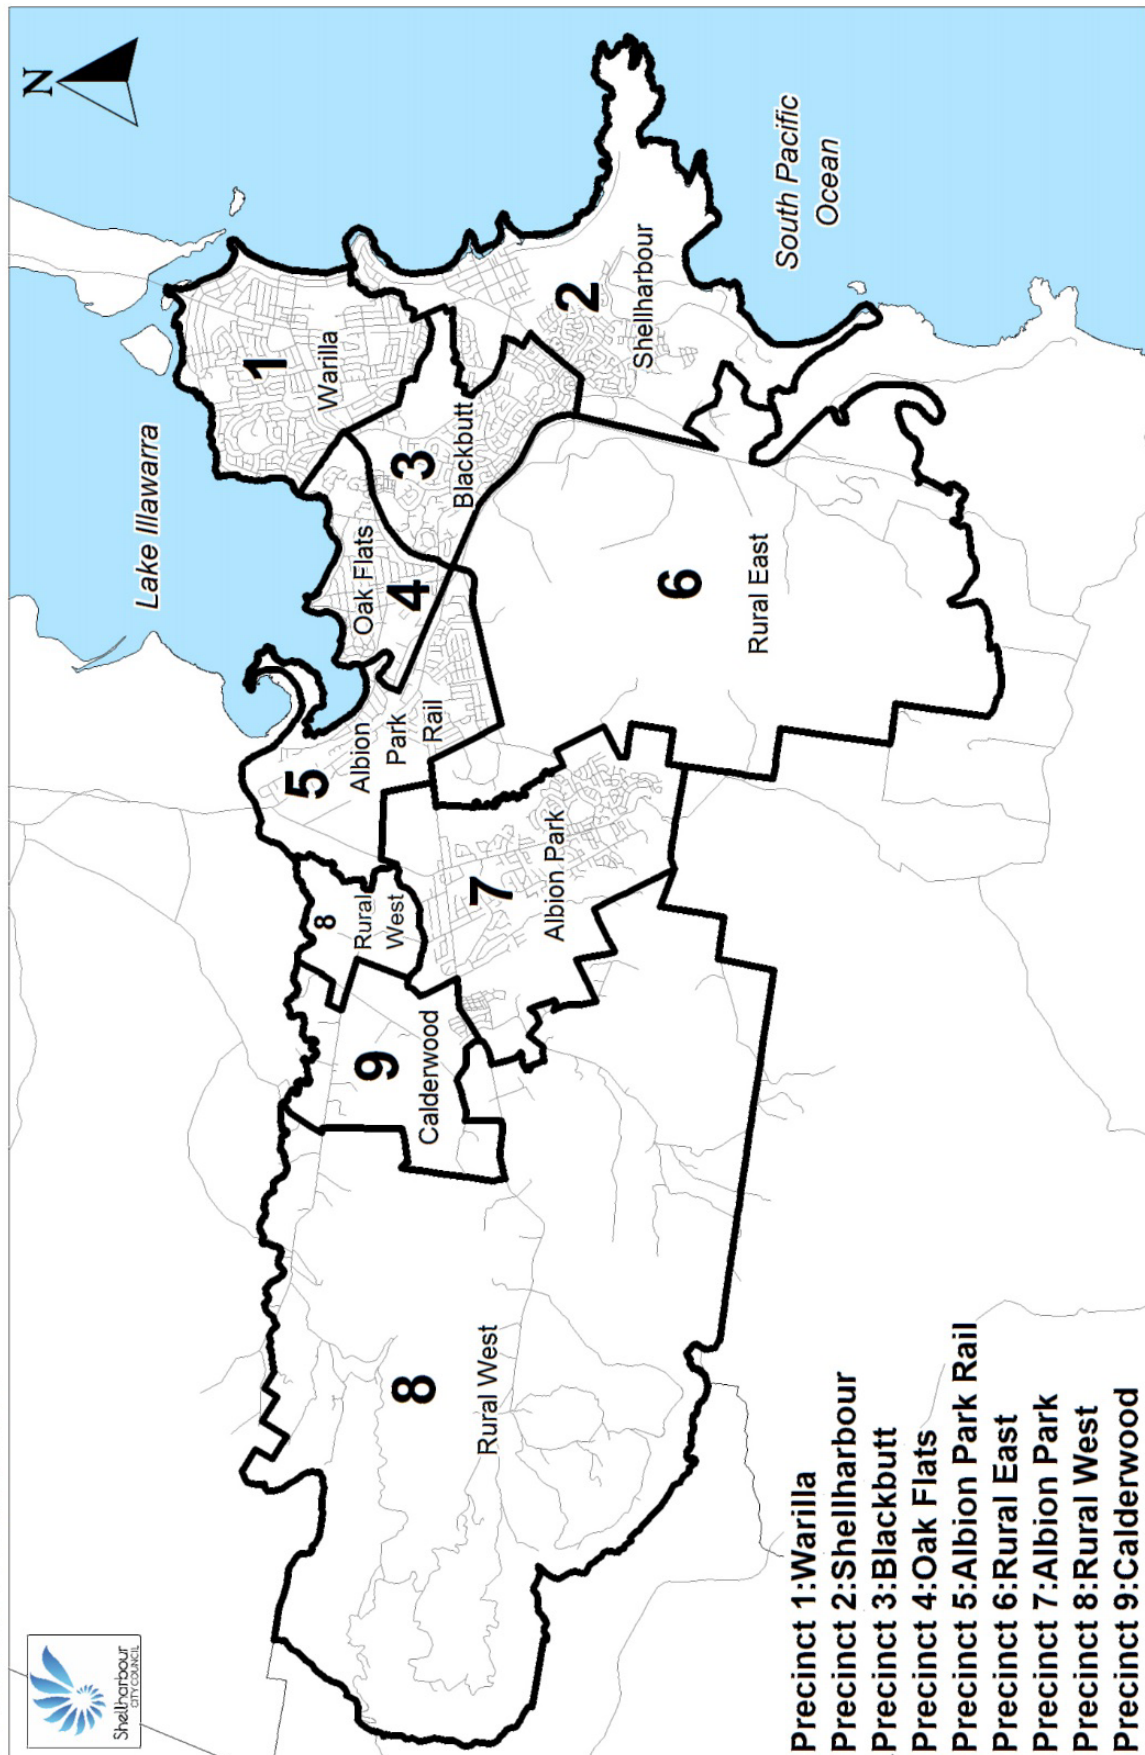 N
Lake Illawarra
South Pacific
Ocean
1
Warilla
2
Shellharbour
3
Blackbutt
4
Oak Flats
5
Albion
Park
Rail
6
Rural East
7
Albion Park
8
Rural
West
9
Calderwood
8
Rural West
Shellharbour
CITY COUNCIL
Precinct 1:Warilla
Precinct 2:Shellharbour
Precinct 3:Blackbutt
Precinct 4:Oak Flats
Precinct 5:Albion Park Rail
Precinct 6:Rural East
Precinct 7:Albion Park
Precinct 8:Rural West
Precinct 9:Calderwood